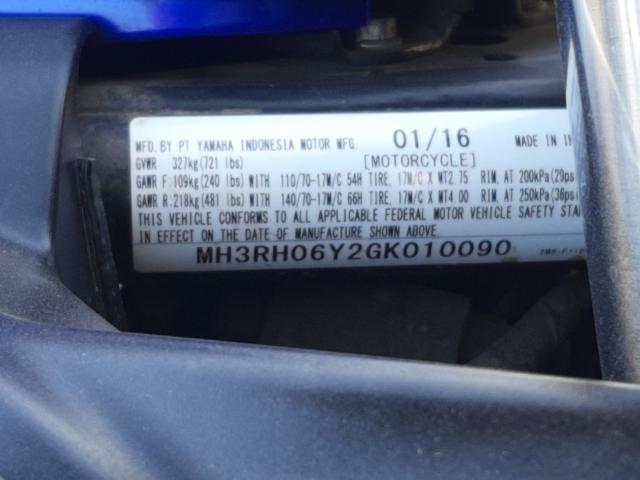 MFD. BY PT YAMAHA INDONESIA MOTOR MFG. 01/16 MADE IN
GVWR 327kg(721 lbs) [MOTORCYCLE]
GAWR F:109kg(240 lbs) WITH 110/70-17M/C 54H TIRE, 17M/C X MT2.75 RIM, AT 200kPa(29psi
GAWR R.218kg(481 lbs) WITH 140/70-17M/C 66H TIRE, 17M/C X MT4.00 RIM, AT 250kPa(36psi
THIS VEHICLE CONFORMS TO ALL APPLICABLE FEDERAL MOTOR VEHICLE SAFETY STA
IN EFFECT ON THE DATE OF MANUFACTURE SHOWN ABOVE.
MH3RH06Y2GK010090